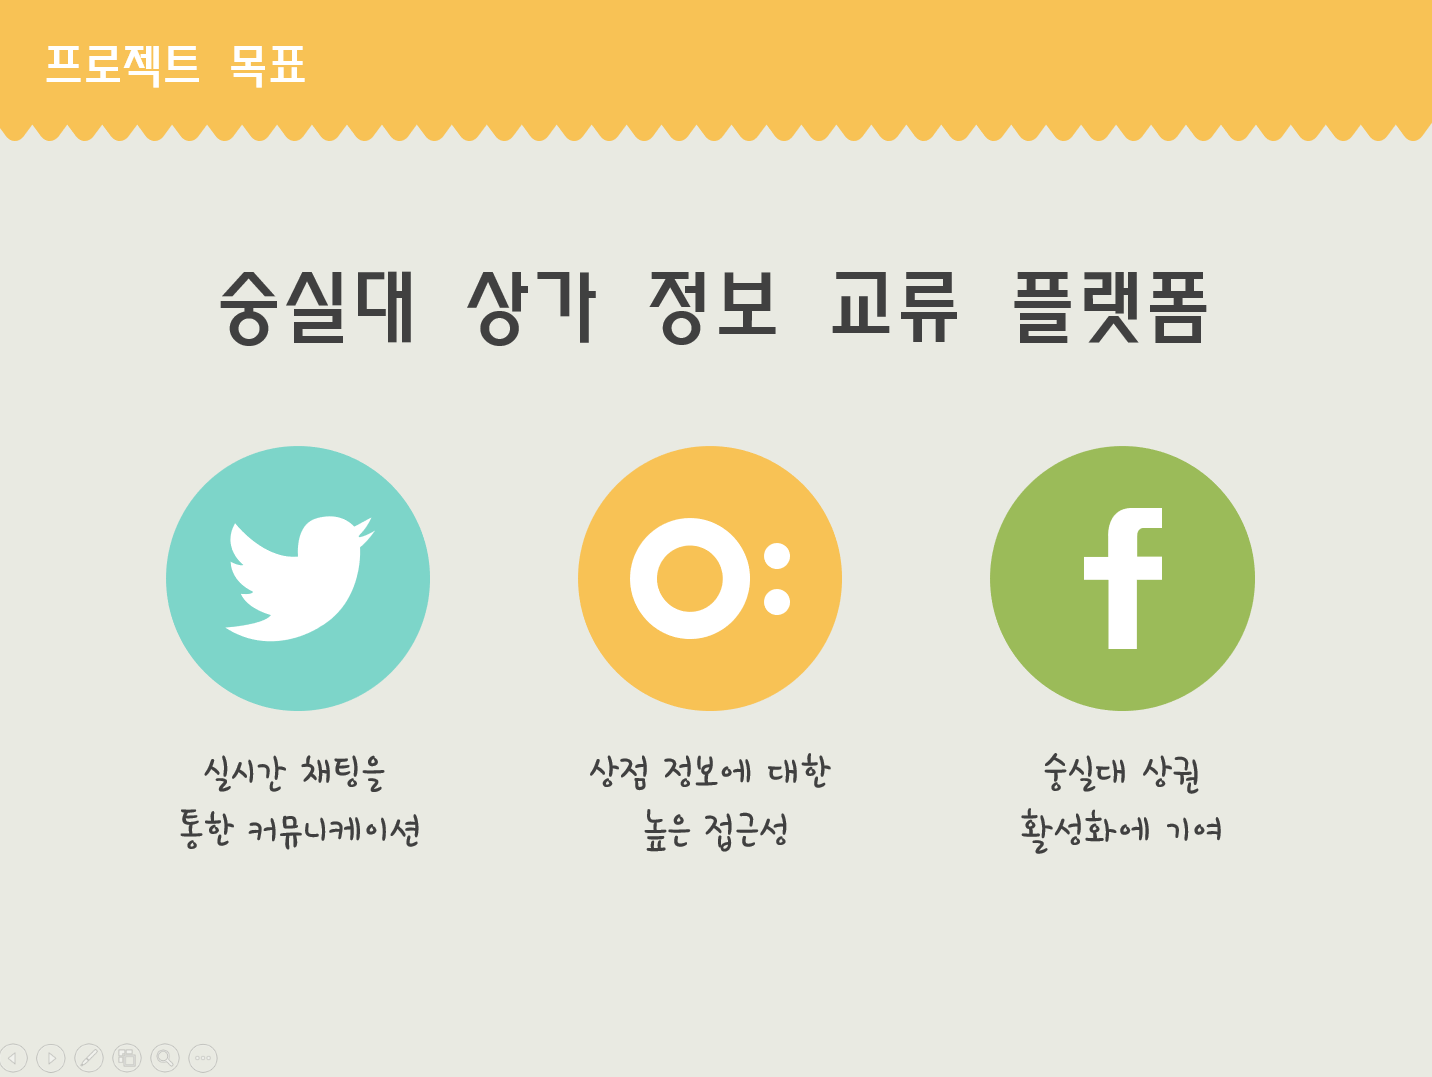 프로젝트 목표
숭실대 상가 정보 교류 플랫폼
실시간 채팅을
통한 커뮤니케이션
상점 정보에 대한
높은 접근성
숭실대 상권
활성화에 기여